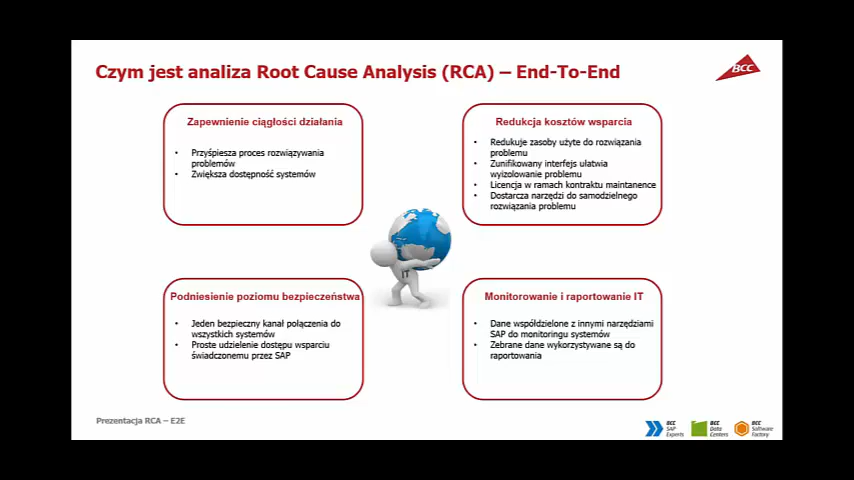 Czym jest analiza Root Cause Analysis (RCA) – End-To-End
BCC
Zapewnienie ciągłości działania
• Przyśpiesza proces rozwiązywania
problemów
• Zwiększa dostępność systemów
Redukcja kosztów wsparcia
• Redukuje zasoby użyte do rozwiązania
problemu
• Zunifikowany interfejs ułatwia
wyizolowanie problemu
• Licencja w ramach kontraktu maintanence
• Dostarcza narzędzi do samodzielnego
rozwiązania problemu
IT
Podniesienie poziomu bezpieczeństwa
• Jeden bezpieczny kanał połączenia do
wszystkich systemów
• Proste udzielenie dostępu wsparciu
świadczonemu przez SAP
Monitorowanie i raportowanie IT
• Dane współdzielone z innymi narzędziami
SAP do monitoringu systemów
• Zebrane dane wykorzystywane są do
raportowania
Prezentacja RCA – E2E
BCC
SAP
Experts
BCC
Data
Centers
BCC
Software
Factory